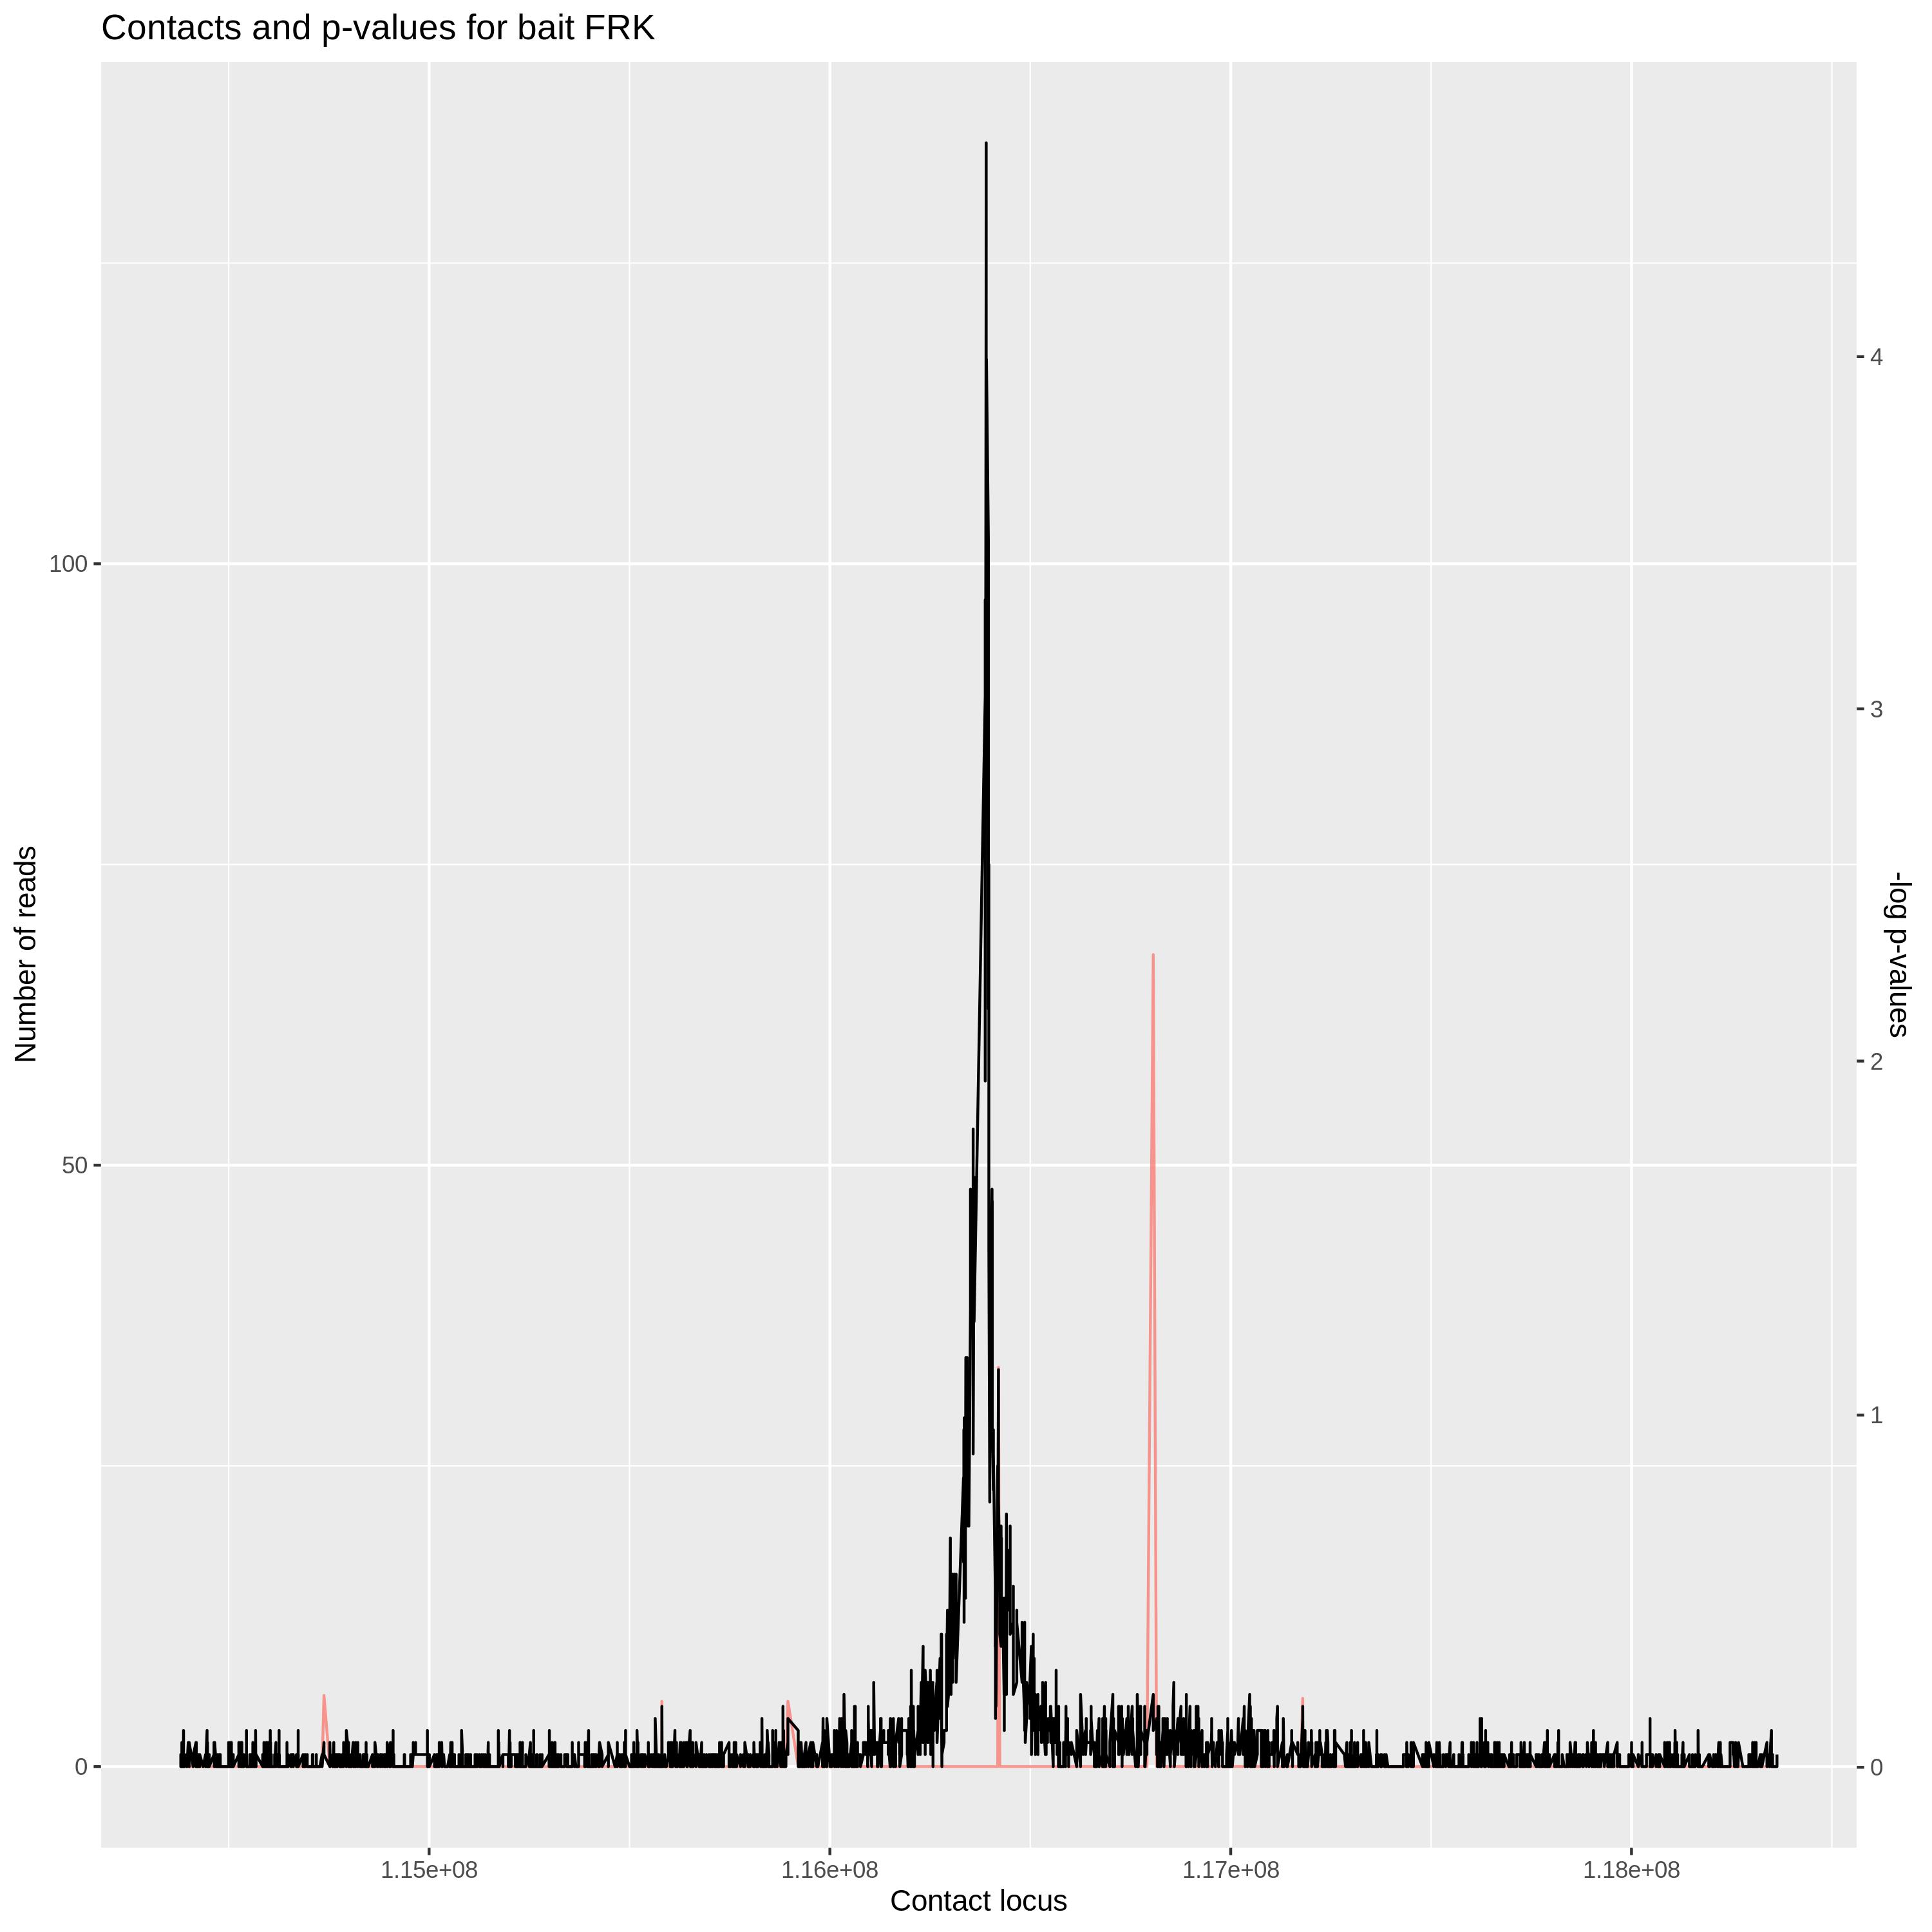 Contacts and p-values for bait FRK
Number of reads
100
50
0
4
3
2
1
0
-log p-values
1.15e+08
1.16e+08
1.17e+08
1.18e+08
Contact locus